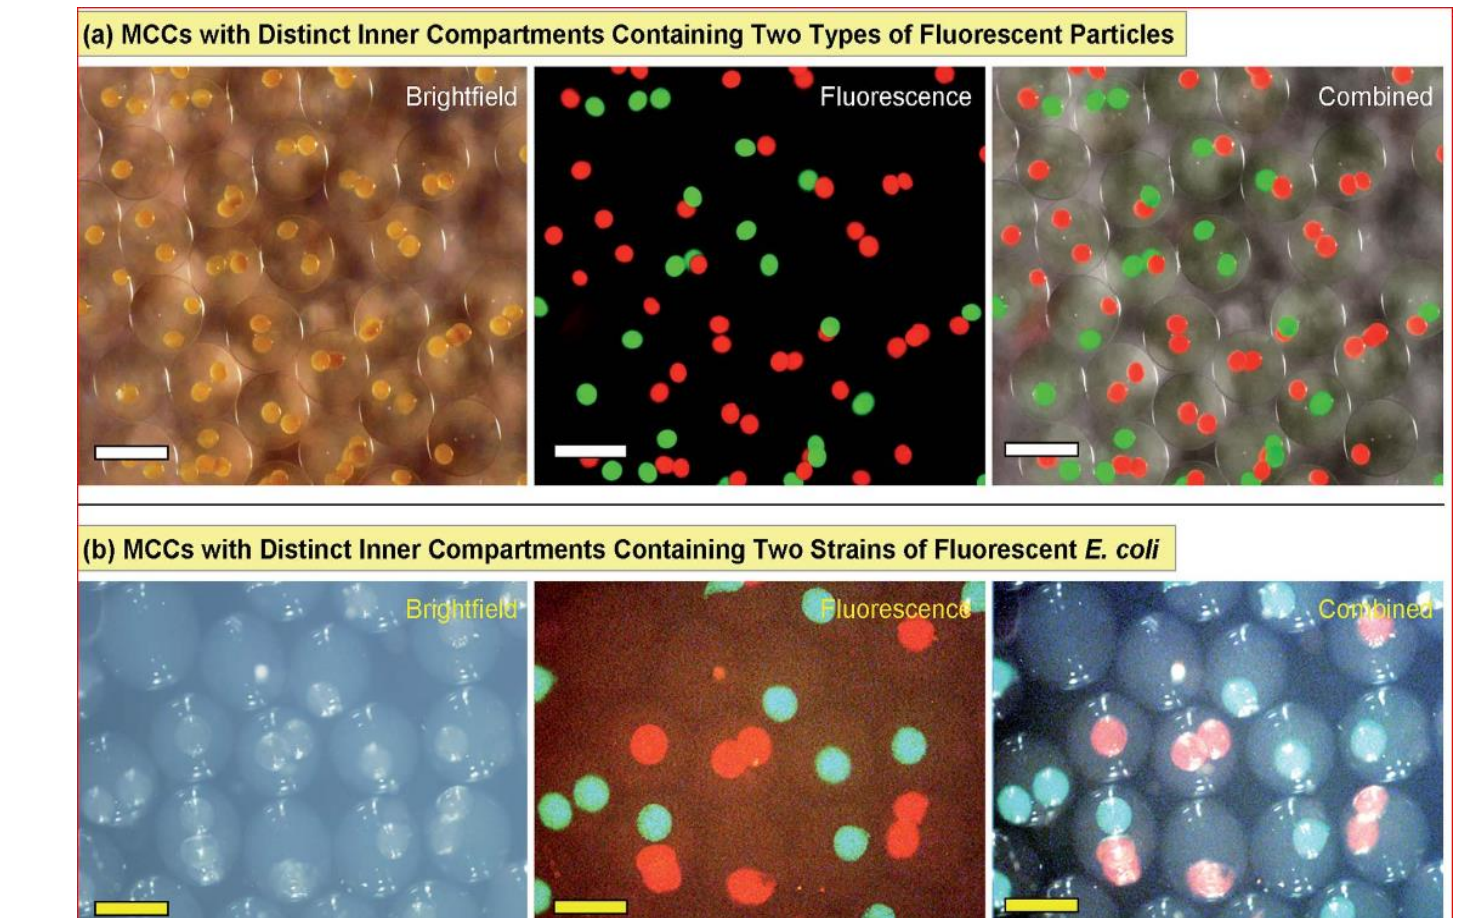 (a) MCCs with Distinct Inner Compartments Containing Two Types of Fluorescent Particles
Brightfield
Fluorescence
Combined
(b) MCCs with Distinct Inner Compartments Containing Two Strains of Fluorescent E. coli
Brightfield
Fluorescence
Combined